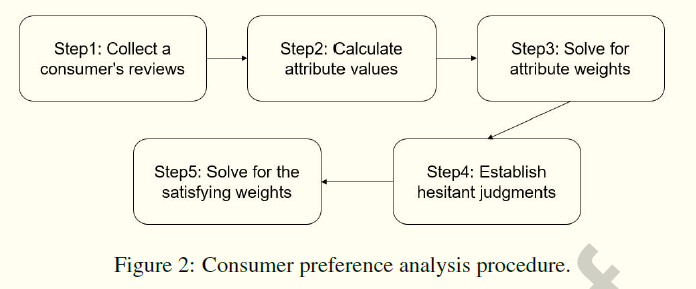 Step1: Collect a
consumer's reviews
Step2: Calculate
attribute values
Step3: Solve for
attribute weights
Step4: Establish
hesitant judgments
Step5: Solve for the
satisfying weights
Figure 2: Consumer preference analysis procedure.